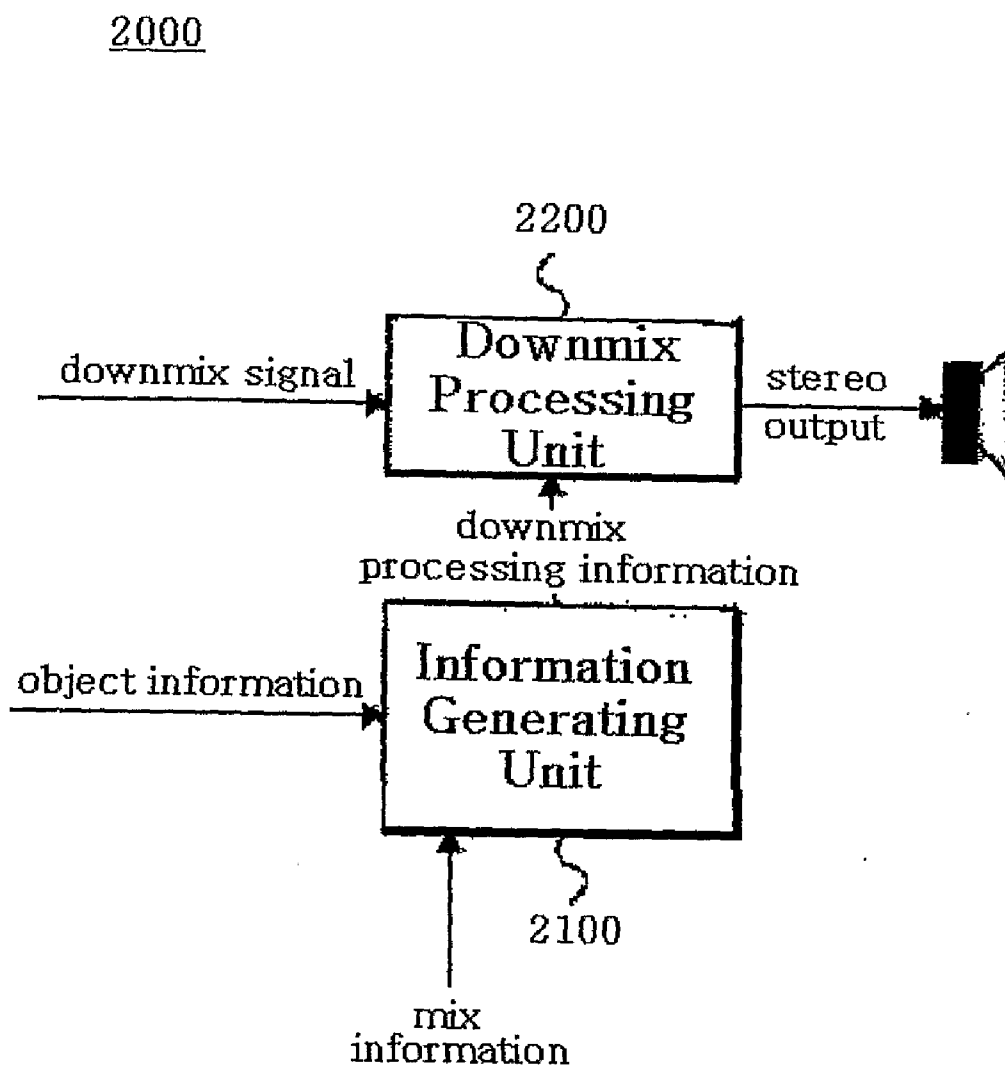 2000
2200
Downmix
Processing
Unit
downmix signal
stereo
output
downmix
processing information
Information
Generating
Unit
object information
2100
mix
information